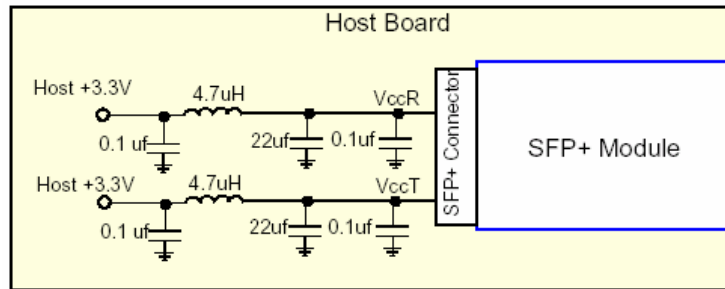 Host Board
Host +3.3V
4.7uH
VccR
0.1 uf
22uf
0.1uf
Host +3.3V
4.7uH
VccT
0.1 uf
22uf
0.1uf
SFP+ Connector
SFP+ Module